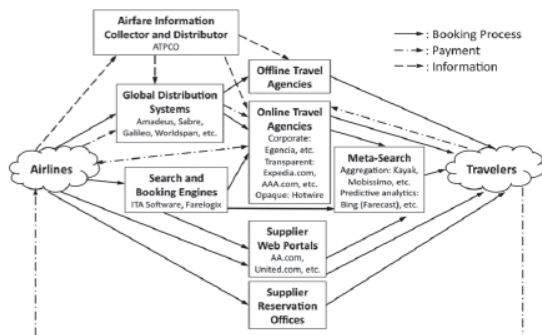 Airfare Information
Collector and Distributor
ATPCO
: Booking Process
: Payment
: Information
Global Distribution
Systems
Amadeus, Sabre,
Galileo, Worldspan, etc.
Offline Travel
Agencies
Online Travel
Agencies
Corporate:
Egencia, etc.
Transparent:
Expedia.com,
AAA.com, etc.
Opaque: Hotwire
Airlines
Search and
Booking Engines
ITA Software, Farelogix
Meta-Search
Aggregation: Kayak,
Mobissimo, etc.
Predictive analytics:
Bing (Farecast), etc.
Travelers
Supplier
Web Portals
AA.com,
United.com, etc.
Supplier
Reservation
Offices